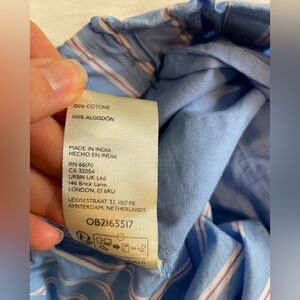 100% COTONE
100% ALGODÓN
MADE IN INDIA
HECHO EN INDIA
RN 66170
CA 32054
URBN UK Ltd.
146 Brick Lane,
LONDON, E1 6RU
LEIDSESTRAAT 32, 1017 PB
AMSTERDAM, NETHERLANDS
OB2165517